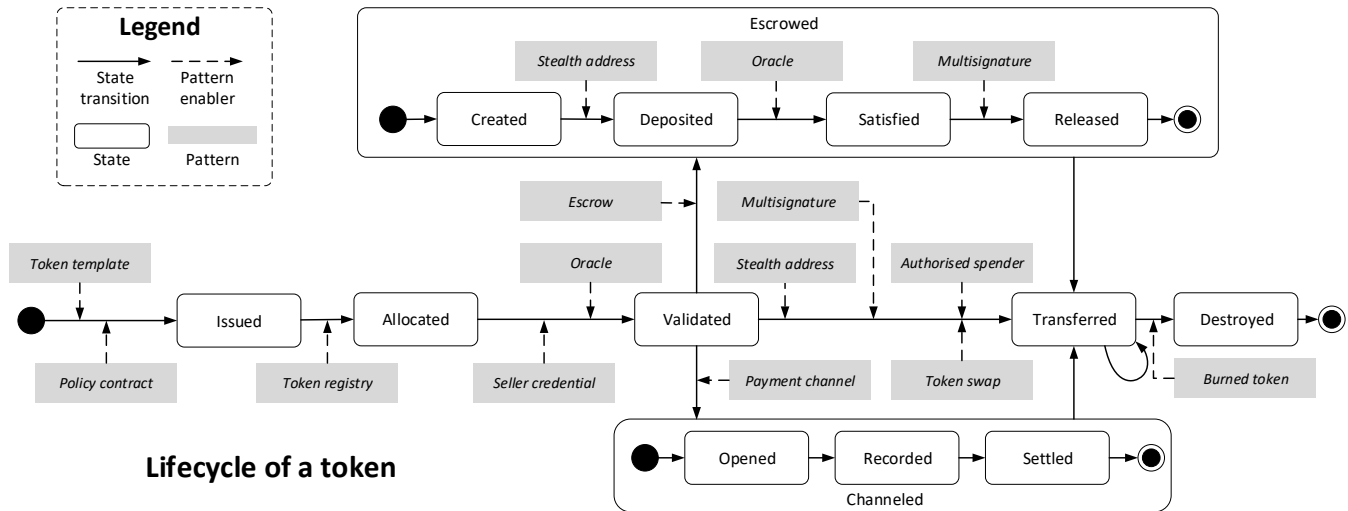 Legend
State
transition
Pattern
enabler
State
Pattern
Escrowed
Stealth address
Oracle
Multisignature
Created
Deposited
Satisfied
Released
Escrow
Multisignature
Token template
Oracle
Stealth address
Authorised spender
Issued
Allocated
Validated
Transferred
Destroyed
Policy contract
Token registry
Seller credential
Payment channel
Token swap
Burned token
Lifecycle of a token
Opened
Recorded
Settled
Channeled